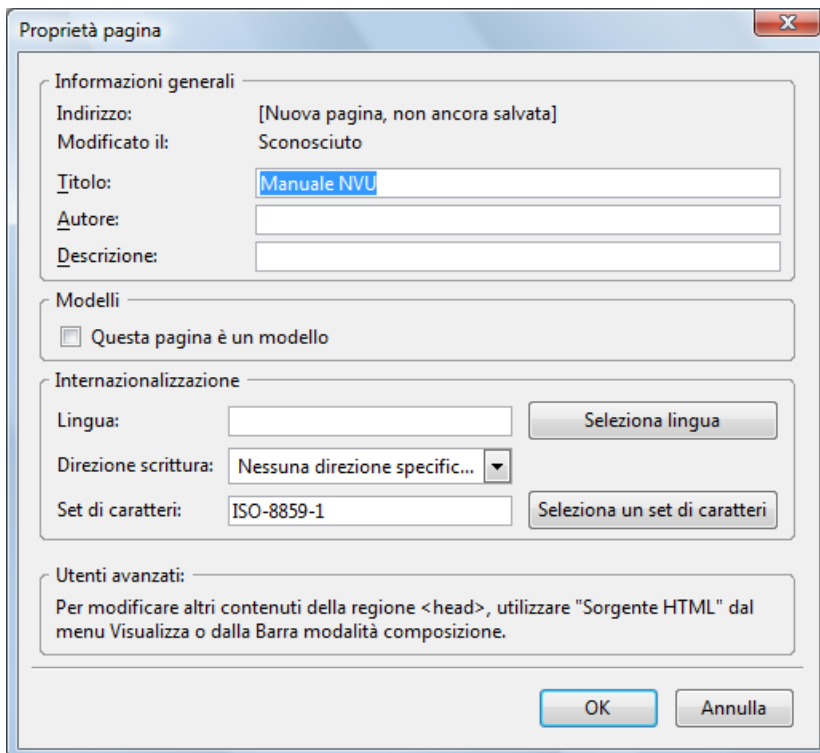 Proprietà pagina
Informazioni generali
Indirizzo: [Nuova pagina, non ancora salvata]
Modificato il: Sconosciuto
Titolo: Manuale NVU
Autore:
Descrizione:
Modelli
Questa pagina è un modello
Internazionalizzazione
Lingua: Seleziona lingua
Direzione scrittura: Nessuna direzione specific...
Set di caratteri: ISO-8859-1 Seleziona un set di caratteri
Utenti avanzati:
Per modificare altri contenuti della regione <head>, utilizzare "Sorgente HTML" dal
menu Visualizza o dalla Barra modalità composizione.
OK Annulla